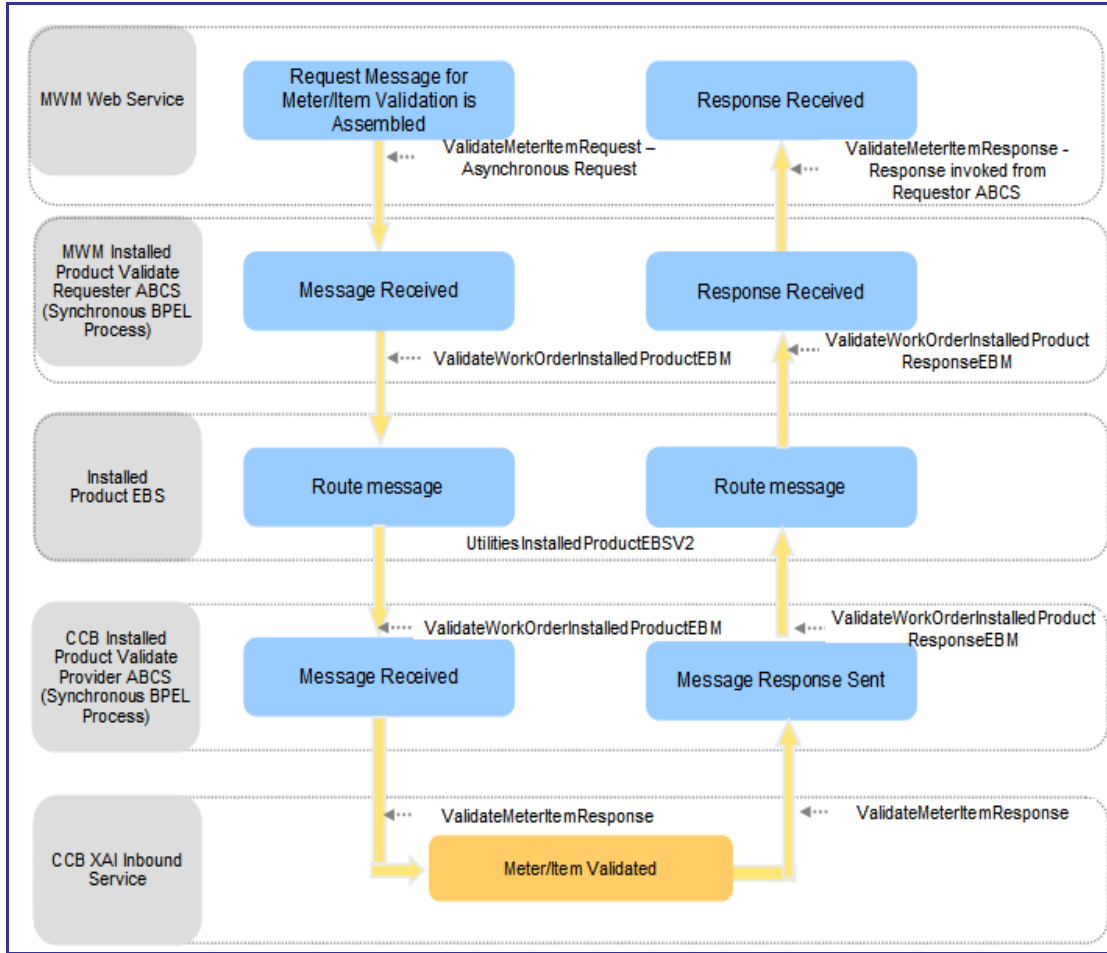 MWM Web Service
Request Message for
Meter/Item Validation is
Assembled
Response Received
ValidateMeterItemRequest –
Asynchronous Request
ValidateMeterItemResponse -
Response invoked from
Requestor ABCS
MWM Installed
Product Validate
Requester ABCS
(Synchronous BPEL
Process)
Message Received
Response Received
ValidateWorkOrderInstalledProductEBM
ValidateWorkOrderInstalledProduct
ResponseEBM
Installed
Product EBS
Route message
Route message
UtilitiesInstalledProductEBSV2
CCB Installed
Product Validate
Provider ABCS
(Synchronous BPEL
Process)
ValidateWorkOrderInstalledProductEBM
ValidateWorkOrderInstalledProduct
ResponseEBM
Message Received
Message Response Sent
ValidateMeterItemResponse
ValidateMeterItemResponse
CCB XAI Inbound
Service
Meter/Item Validated